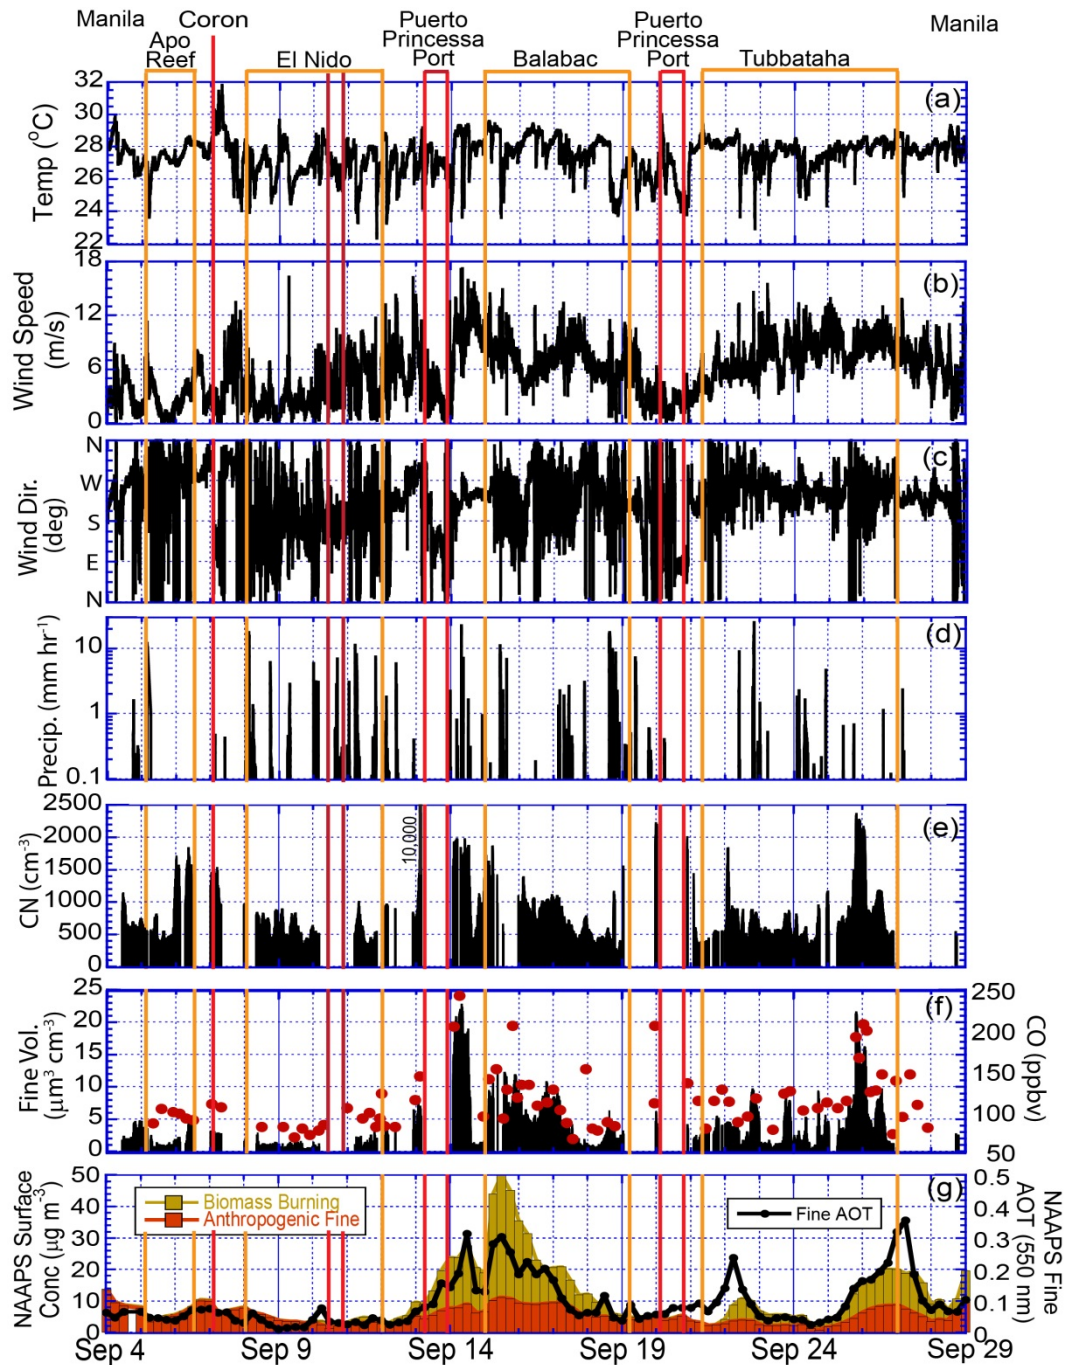 Manila
Coron
Puerto
Princessa
Port
Puerto
Princessa
Port
Manila
Apo
Reef
El Nido
Balabac
Tubbataha
32
30
28
26
24
22
Temp (°C)
(a)
18
12
6
0
Wind Speed
(m/s)
(b)
N
W
S
E
N
Wind Dir.
(deg)
(c)
10
1
0.1
Precip. (mm hr⁻¹)
(d)
2500
2000
1500
1000
500
0
CN (cm⁻³)
10,000
(e)
25
20
15
10
5
0
Fine Vol.
(μm³ cm⁻³)
(f)
250
200
150
100
50
CO (ppbv)
50
40
30
20
10
0
NAAPS Surface
Conc (μg m⁻³)
Biomass Burning
Anthropogenic Fine
Fine AOT
(g)
0.5
0.4
0.3
0.2
0.1
0
NAAPS Fine
AOT (550 nm)
Sep 4
Sep 9
Sep 14
Sep 19
Sep 24
Sep 29